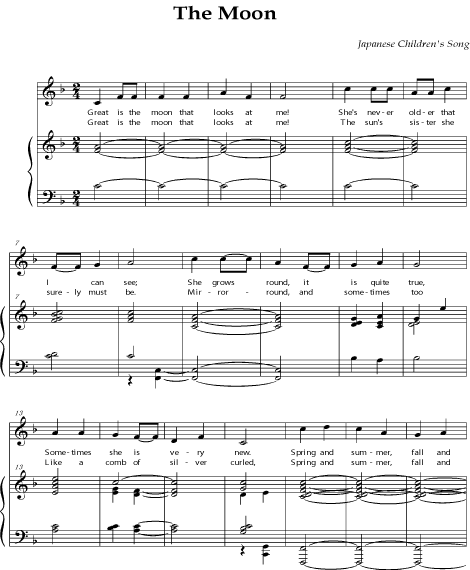 The Moon
Japanese Children's Song
Great is the moon that looks at me! She's nev-er old-er that
Great is the moon that looks at me! The sun's sis-ter she
7
I can see; She grows round, it is quite true,
sure-ly must be. Mir-ror-round, and some-times too
7
13
Some-times she is ve-ry new. Spring and sum-mer, fall and
Like a comb of sil-ver curled, Spring and sum-mer, fall and
13